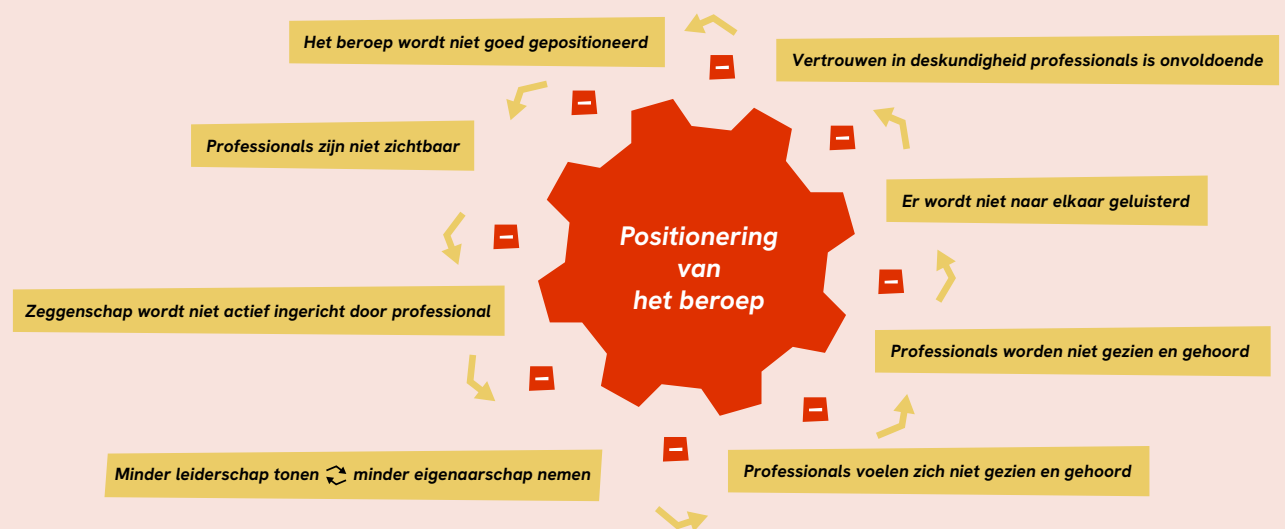 Het beroep wordt niet goed gepositioneerd
Vertrouwen in deskundigheid professionals is onvoldoende
Professionals zijn niet zichtbaar
Er wordt niet naar elkaar geluisterd
Positionering
van
het beroep
Zeggenschap wordt niet actief ingericht door professional
Professionals worden niet gezien en gehoord
Minder leiderschap tonen minder eigenaarschap nemen
Professionals voelen zich niet gezien en gehoord